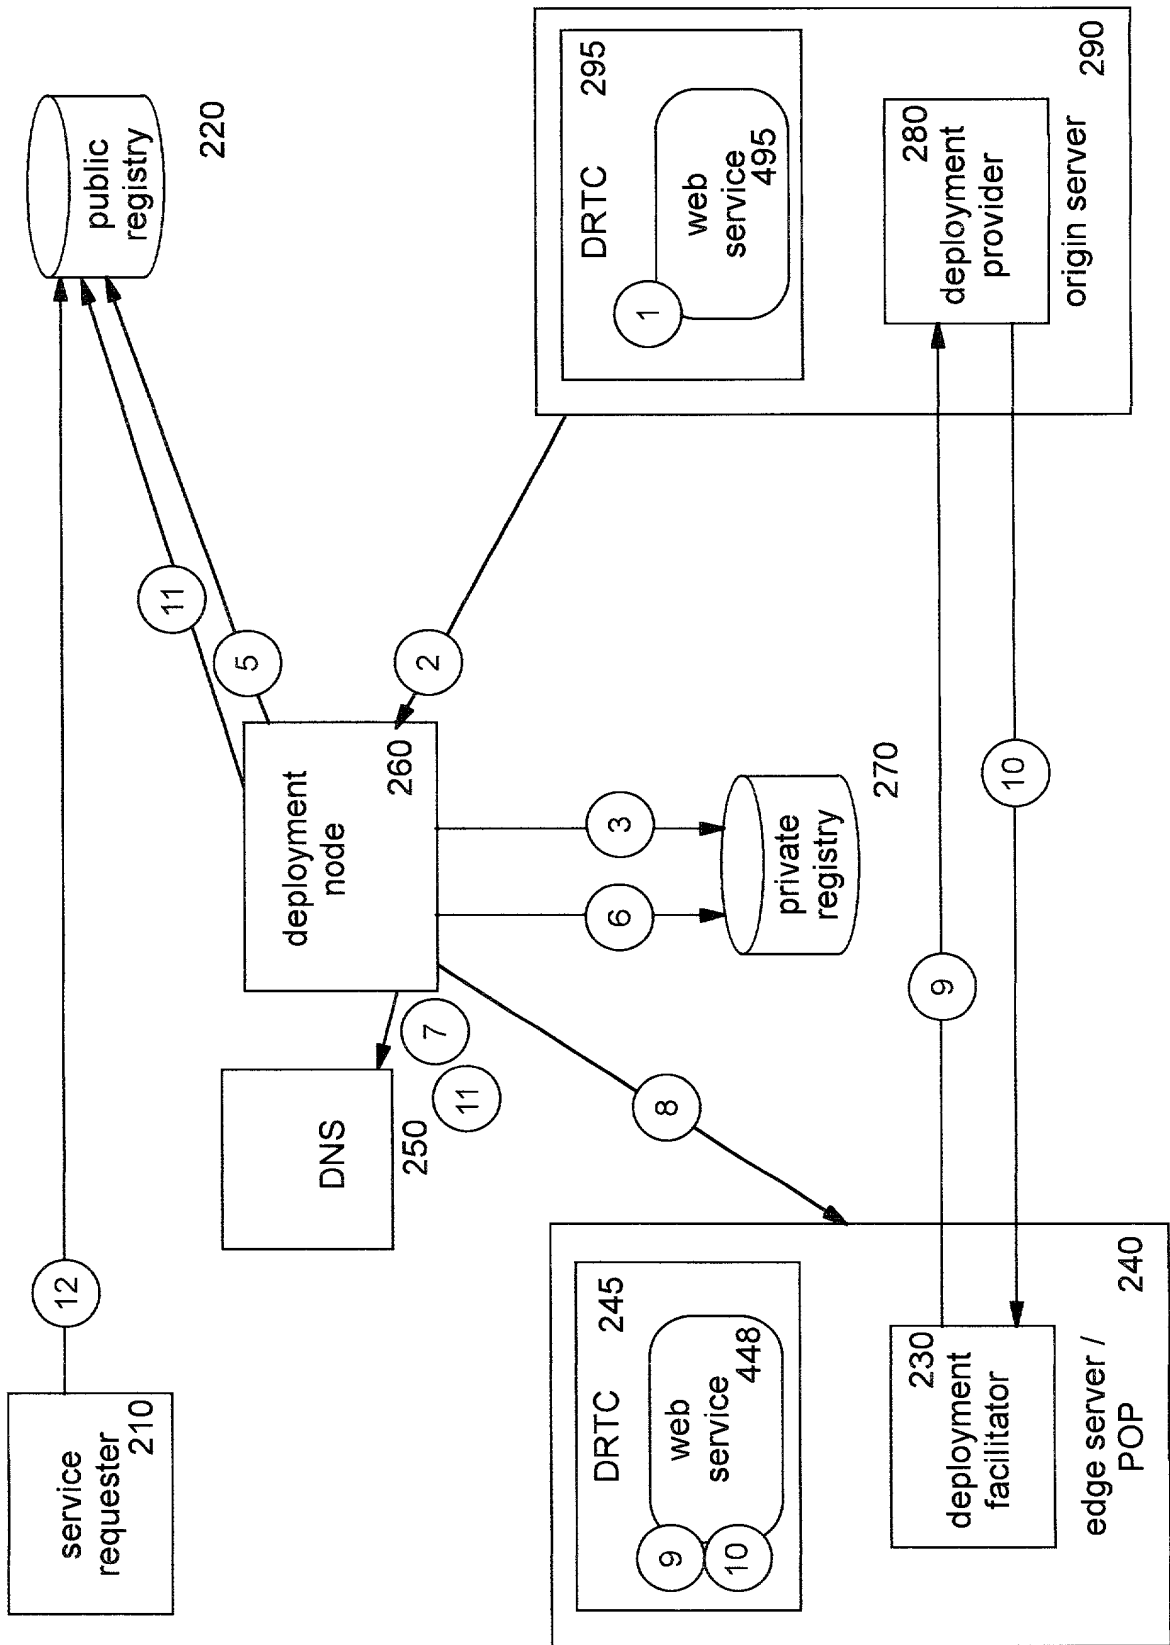 service
requester
210
12
public
registry
220
DNS
250
7
11
deployment
node
260
11
5
2
6
3
private
registry
270
8
DRTC
245
web
service
448
9
10
deployment
facilitator
230
edge server /
POP
240
9
10
DRTC
295
web
service
495
1
deployment
provider
280
origin server
290